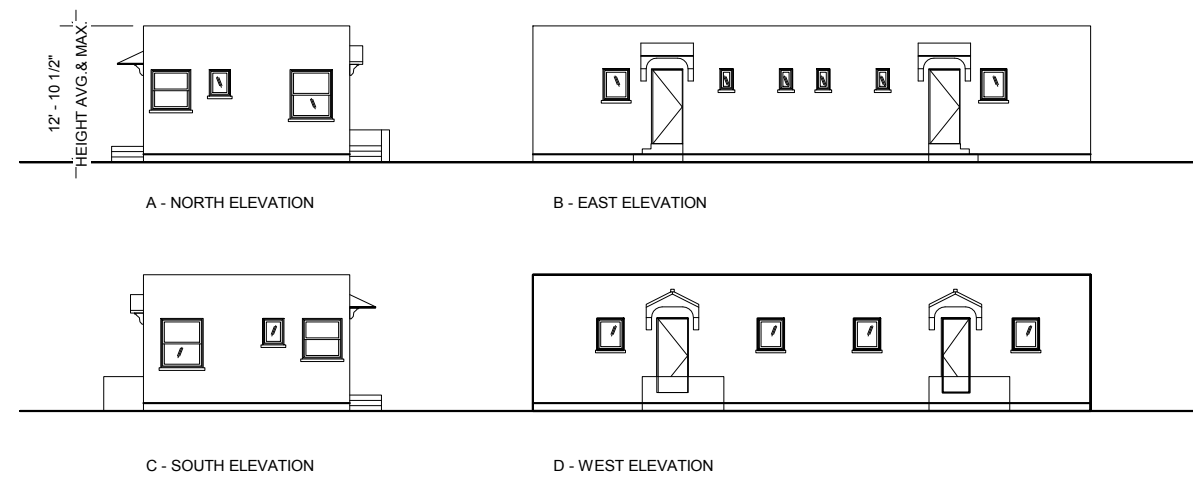 12' - 10 1/2"
HEIGHT AVG.& MAX.
A - NORTH ELEVATION
B - EAST ELEVATION
C - SOUTH ELEVATION
D - WEST ELEVATION